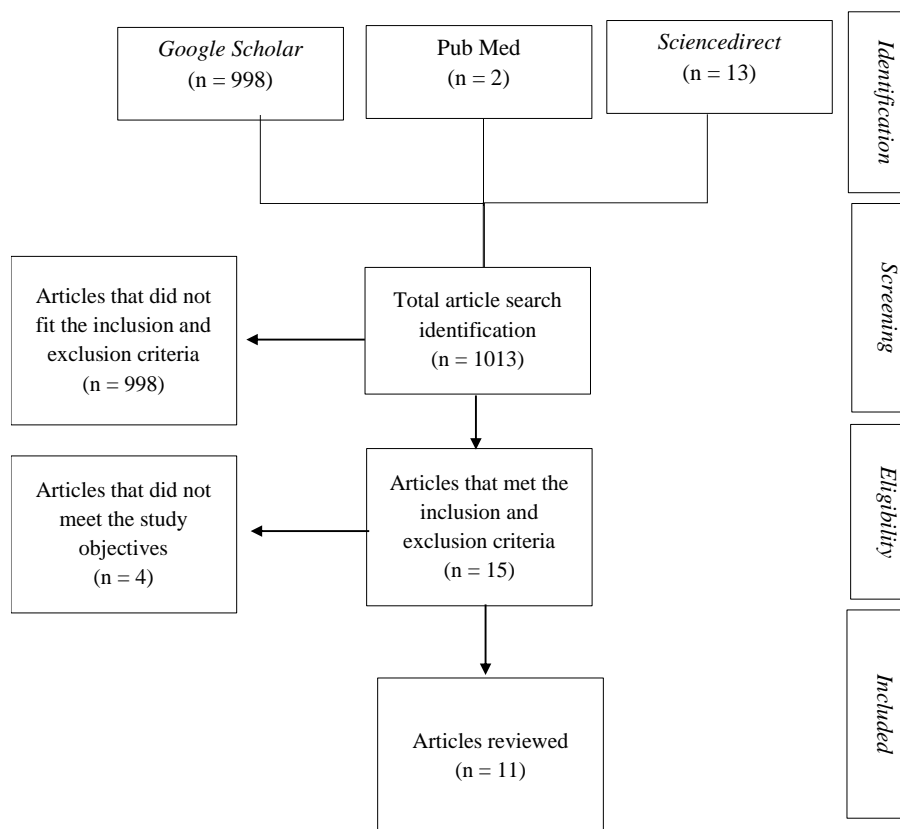 Google Scholar
(n = 998)
Pub Med
(n = 2)
Sciencedirect
(n = 13)
Identification
Articles that did not
fit the inclusion and
exclusion criteria
(n = 998)
Total article search
identification
(n = 1013)
Screening
Articles that did not
meet the study
objectives
(n = 4)
Articles that met the
inclusion and
exclusion criteria
(n = 15)
Eligibility
Articles reviewed
(n = 11)
Included